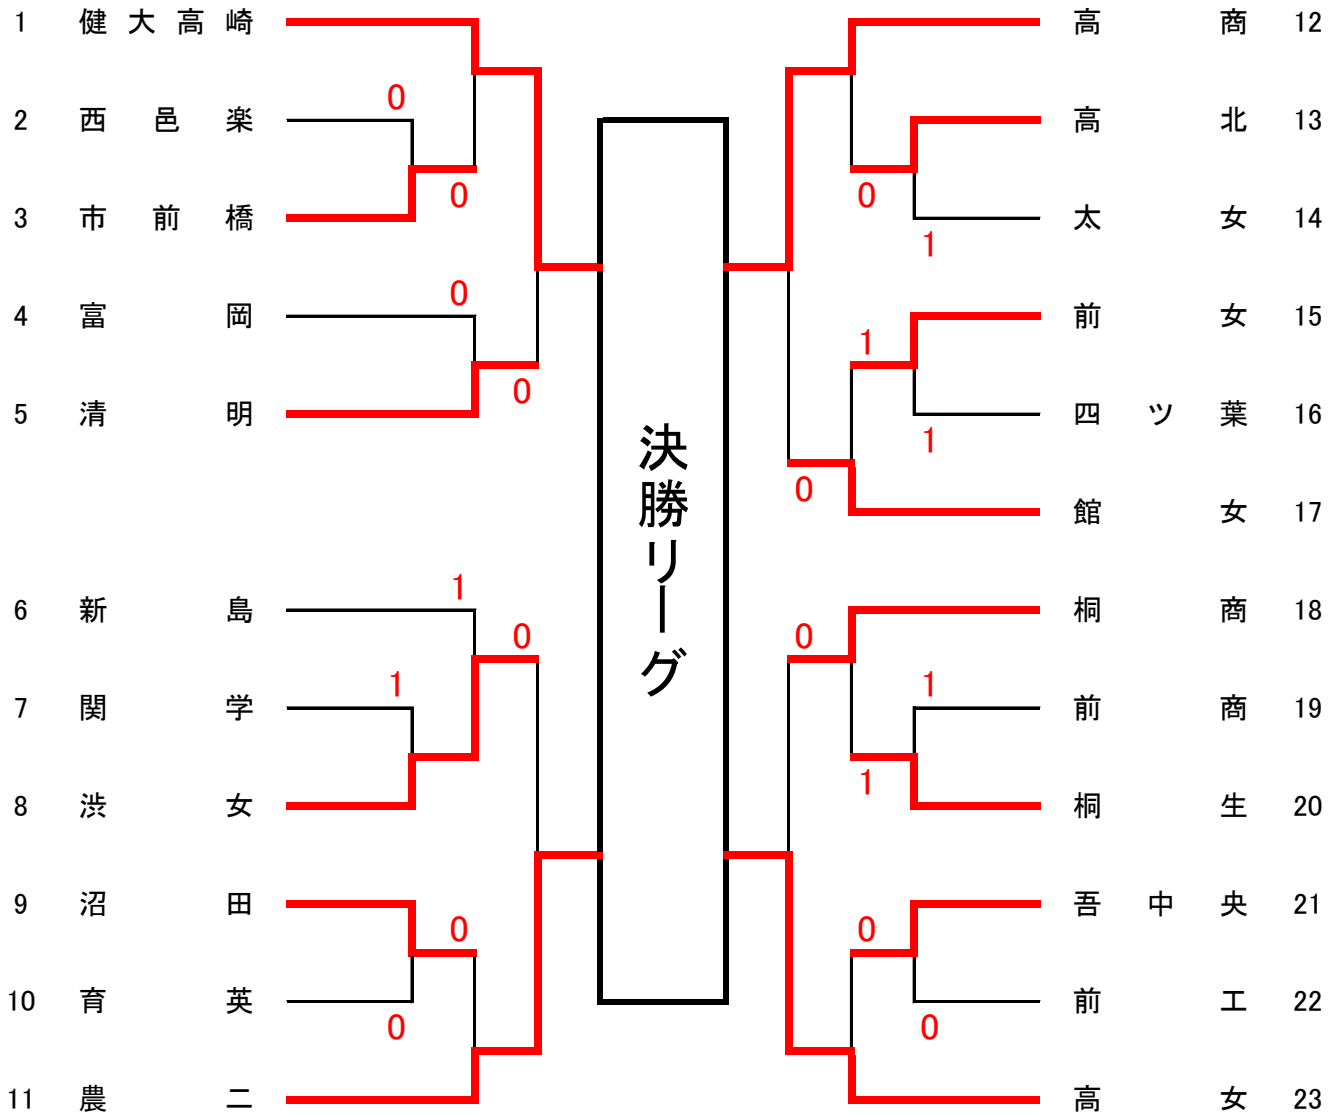 1 健大高崎
0
2 西邑楽
0
3 市前橋
0
4 富岡
0
5 清明
1
6 新島
0
1
7 関学
8 渋女
9 沼田
0
10 育英
0
11 農二
決勝リーグ
高商 12
高北 13
0
太女 14
1
前女 15
1
四ツ葉 16
1
0
館女 17
桐商 18
0
1
前商 19
1
桐生 20
吾中央 21
0
前工 22
0
高女 23